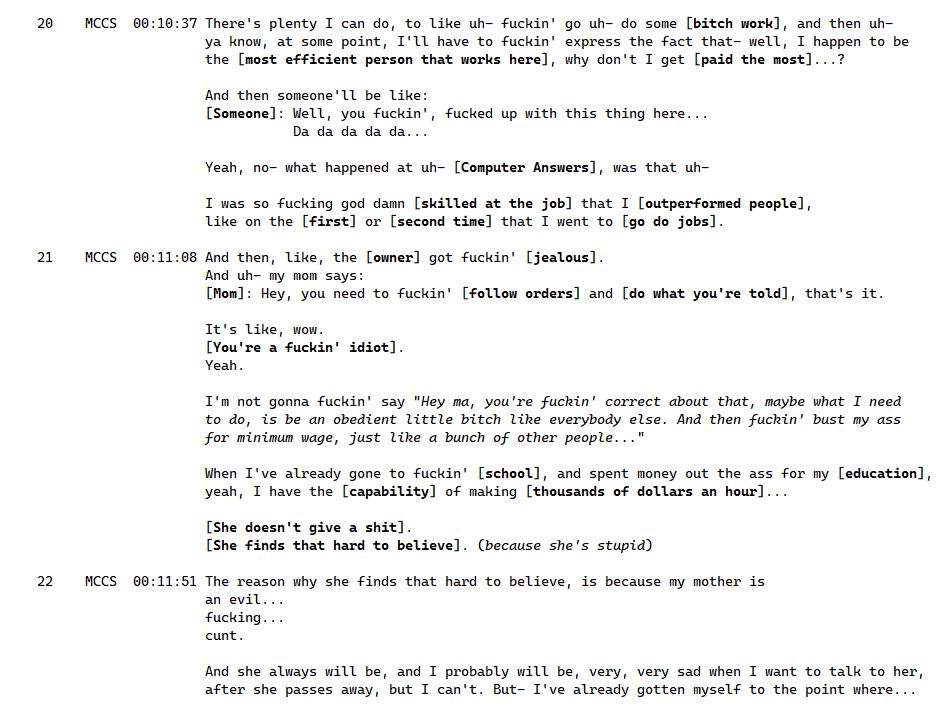 20 MCCS 00:10:37 There's plenty I can do, to like uh– fuckin' go uh– do some [bitch work], and then uh–
ya know, at some point, I'll have to fuckin' express the fact that– well, I happen to be
the [most efficient person that works here], why don't I get [paid the most]...?
And then someone'll be like:
[Someone]: Well, you fuckin', fucked up with this thing here...
Da da da da da...
Yeah, no– what happened at uh– [Computer Answers], was that uh–
I was so fucking god damn [skilled at the job] that I [outperformed people],
like on the [first] or [second time] that I went to [go do jobs].
21 MCCS 00:11:08 And then, like, the [owner] got fuckin' [jealous].
And uh– my mom says:
[Mom]: Hey, you need to fuckin' [follow orders] and [do what you're told], that's it.
It's like, wow.
[You're a fuckin' idiot].
Yeah.
I'm not gonna fuckin' say "Hey ma, you're fuckin' correct about that, maybe what I need
to do, is be an obedient little bitch like everybody else. And then fuckin' bust my ass
for minimum wage, just like a bunch of other people..."
When I've already gone to fuckin' [school], and spent money out the ass for my [education],
yeah, I have the [capability] of making [thousands of dollars an hour]...
[She doesn't give a shit].
[She finds that hard to believe]. (because she's stupid)
22 MCCS 00:11:51 The reason why she finds that hard to believe, is because my mother is
an evil...
fucking...
cunt.
And she always will be, and I probably will be, very, very sad when I want to talk to her,
after she passes away, but I can't. But– I've already gotten myself to the point where...